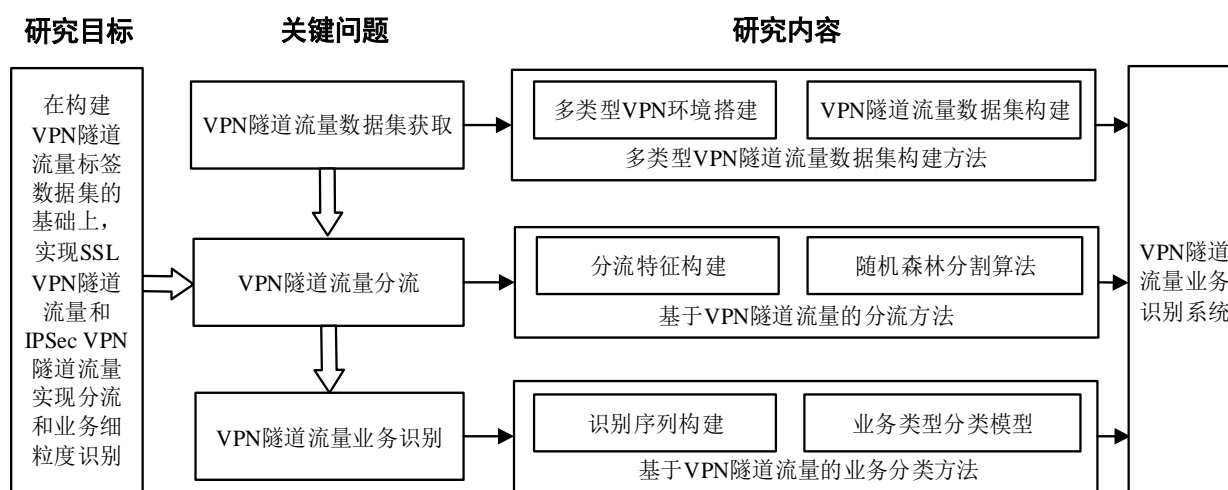 研究目标
关键问题
研究内容
在构建
VPN隧道
流量标签
数据集的
基础上，
实现SSL
VPN隧道
流量和
IPSec VPN
隧道流量
实现分流
和业务细
粒度识别
VPN隧道流量数据集获取
多类型VPN环境搭建
VPN隧道流量数据集构建
多类型VPN隧道流量数据集构建方法
VPN隧道流量分流
分流特征构建
随机森林分割算法
基于VPN隧道流量的分流方法
VPN隧道流量业务识别
识别序列构建
业务类型分类模型
基于VPN隧道流量的业务分类方法
VPN隧道
流量业务
识别系统